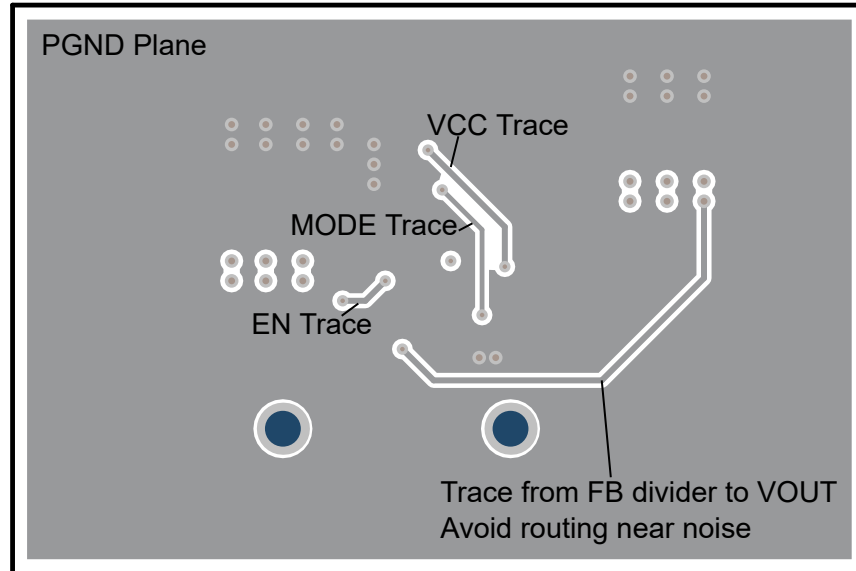 PGND Plane
VCC Trace
MODE Trace
EN Trace
Trace from FB divider to VOUT
Avoid routing near noise